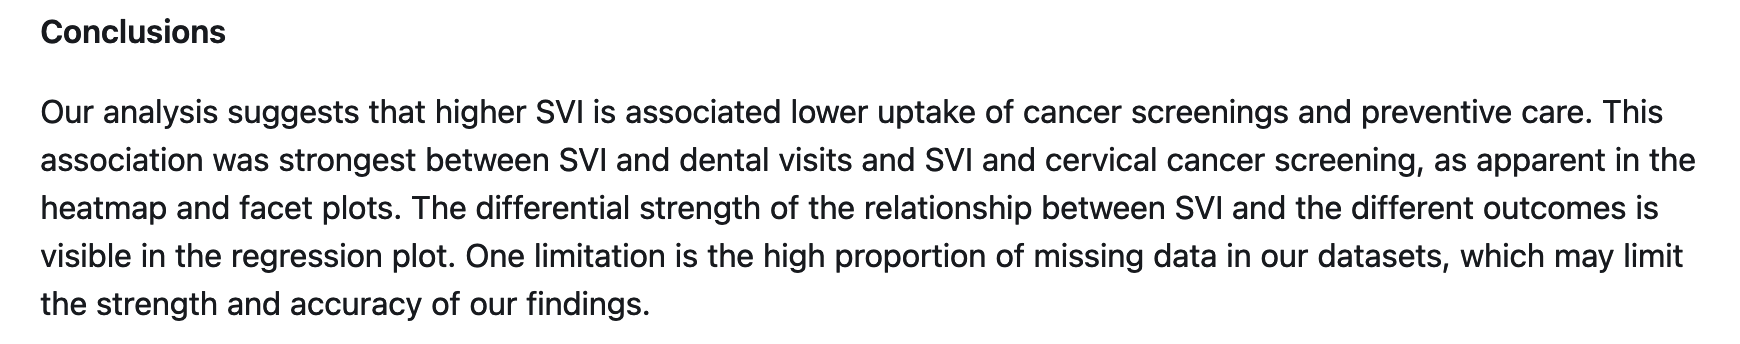 Conclusions
Our analysis suggests that higher SVI is associated lower uptake of cancer screenings and preventive care. This
association was strongest between SVI and dental visits and SVI and cervical cancer screening, as apparent in the
heatmap and facet plots. The differential strength of the relationship between SVI and the different outcomes is
visible in the regression plot. One limitation is the high proportion of missing data in our datasets, which may limit
the strength and accuracy of our findings.